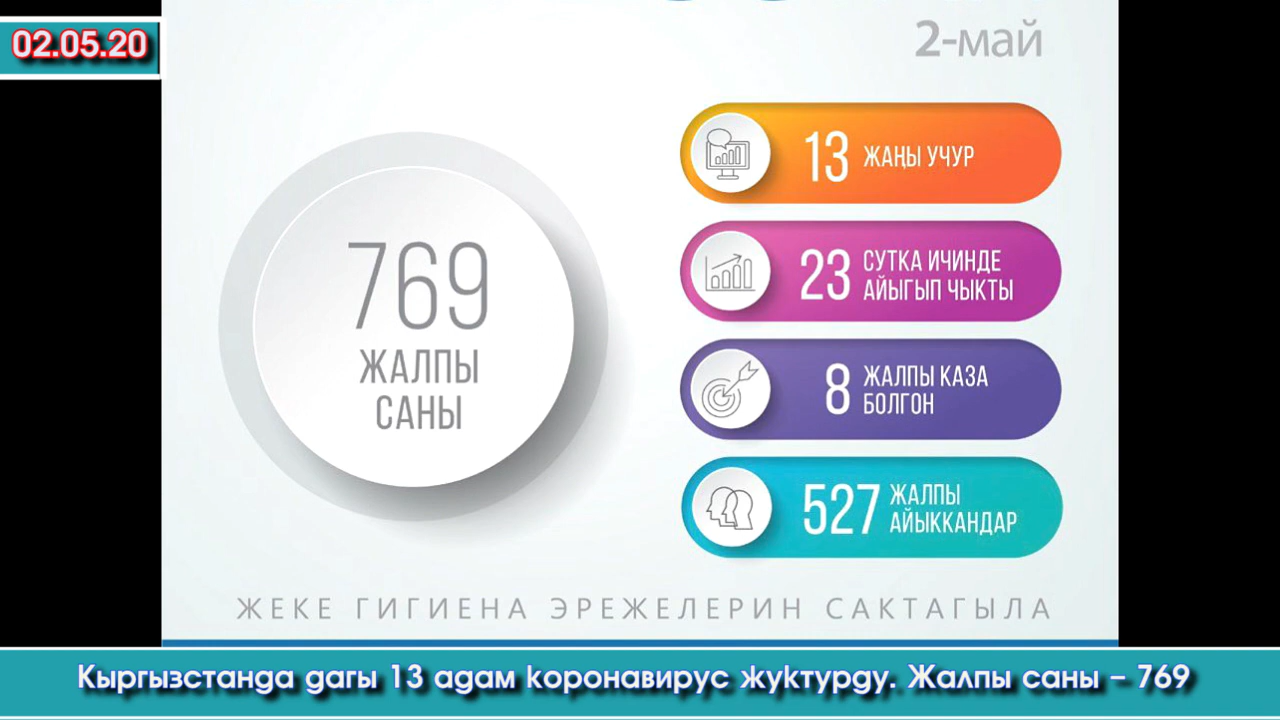 02.05.20
2-май
769
ЖАЛПЫ
САНЫ
13 ЖАҢЫ УЧУР
23 СУТКА ИЧИНДЕ
АЙЫГЫП ЧЫКТЫ
8 ЖАЛПЫ КАЗА
БОЛГОН
527 ЖАЛПЫ
АЙЫККАНДАР
ЖЕКЕ ГИГИЕНА ЭРЕЖЕЛЕРИН САКТАГЫЛА
Кыргызстанда дагы 13 адам коронавирус жуктурду. Жалпы саны – 769